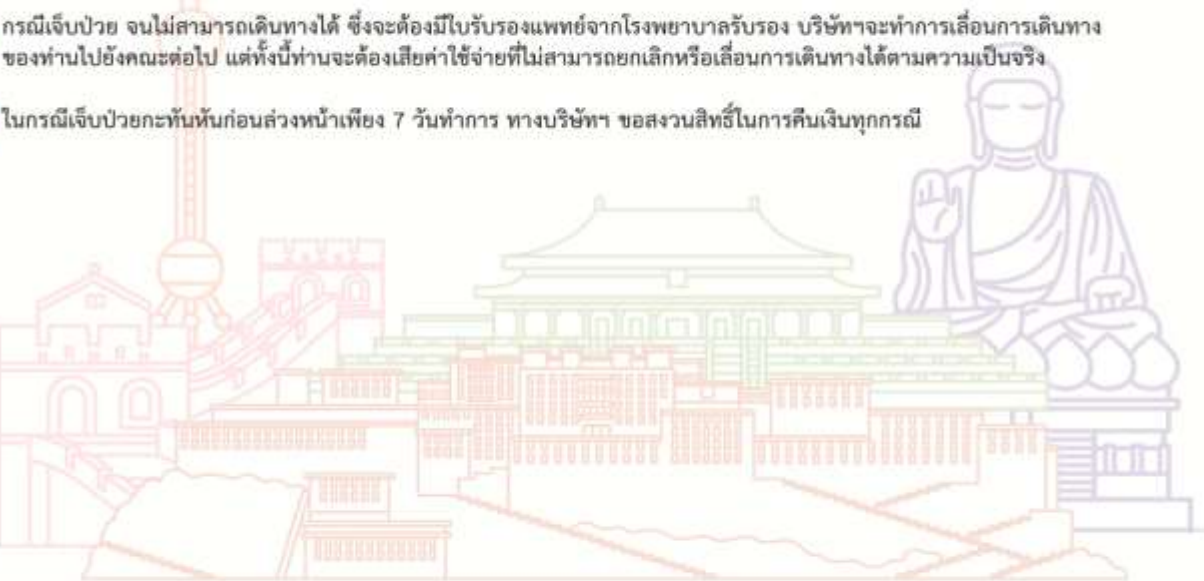 กรณีเจ็บป่วย จนไม่สามารถเดินทางได้ ซึ่งจะต้องมีใบรับรองแพทย์จากโรงพยาบาลรับรอง บริษัทฯจะทำการเลื่อนการเดินทาง
ของท่านไปยังคณะต่อไป แต่ทั้งนี้ท่านจะต้องเสียค่าใช้จ่ายที่ไม่สามารถยกเลิกหรือเลื่อนการเดินทางได้ตามความเป็นจริง
ในกรณีเจ็บป่วยกะทันหันก่อนล่วงหน้าเพียง 7 วันทำการ ทางบริษัทฯ ขอสงวนสิทธิ์ในการคืนเงินทุกกรณี